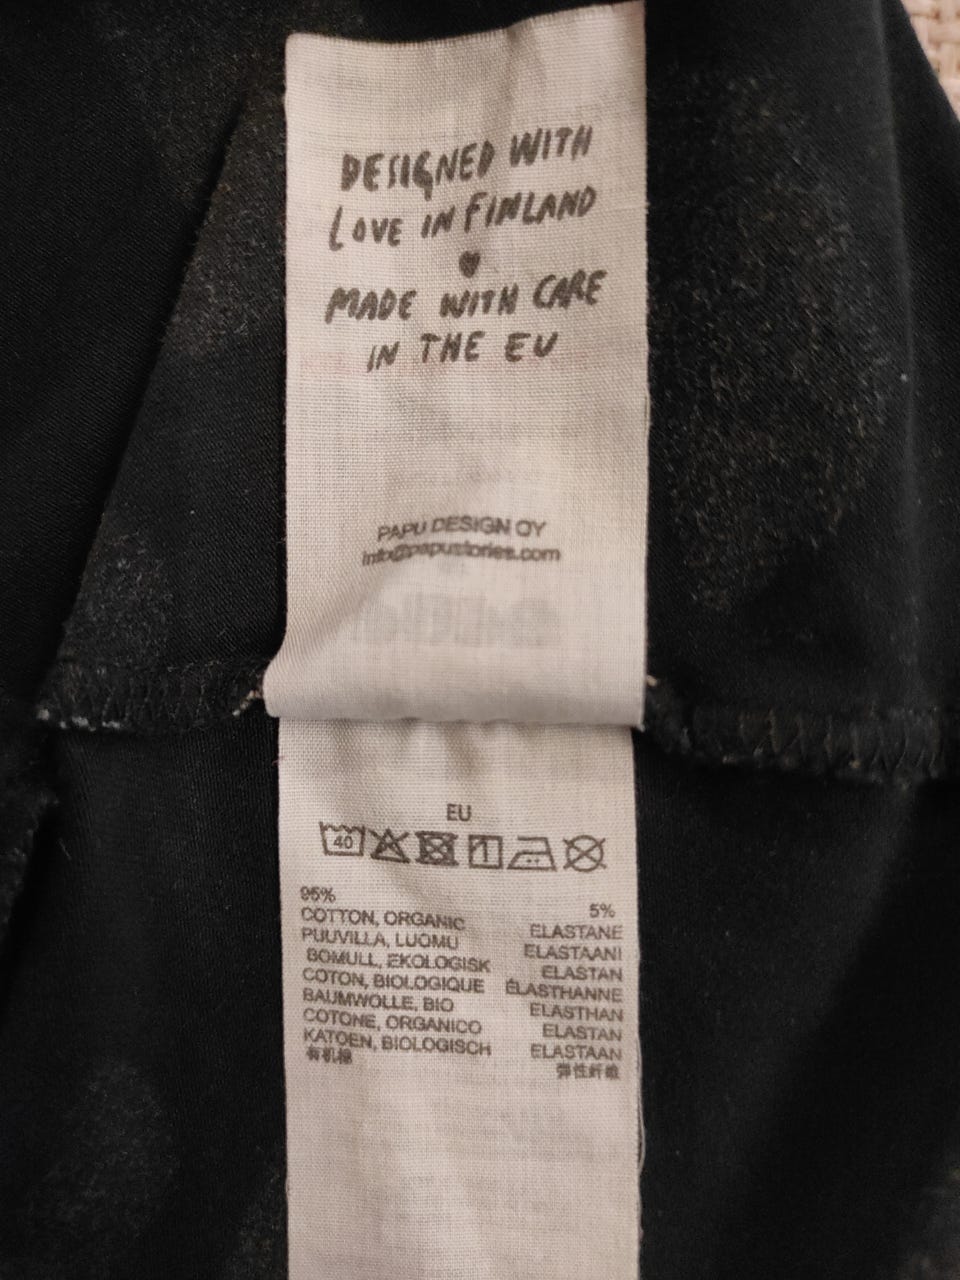 DESIGNED WITH
LOVE IN FINLAND
♥
MADE WITH CARE
IN THE EU
PAPU DESIGN OY
info@papustories.com
EU
40
95%
COTTON, ORGANIC
PUUVILLA, LUOMU
BOMULL, EKOLOGISK
COTON, BIOLOGIQUE
BAUMWOLLE, BIO
COTONE, ORGANICO
KATOEN, BIOLOGISCH
有机棉
5%
ELASTANE
ELASTAANI
ELASTAN
ÉLASTHANNE
ELASTHAN
ELASTAN
ELASTAAN
弹性纤维